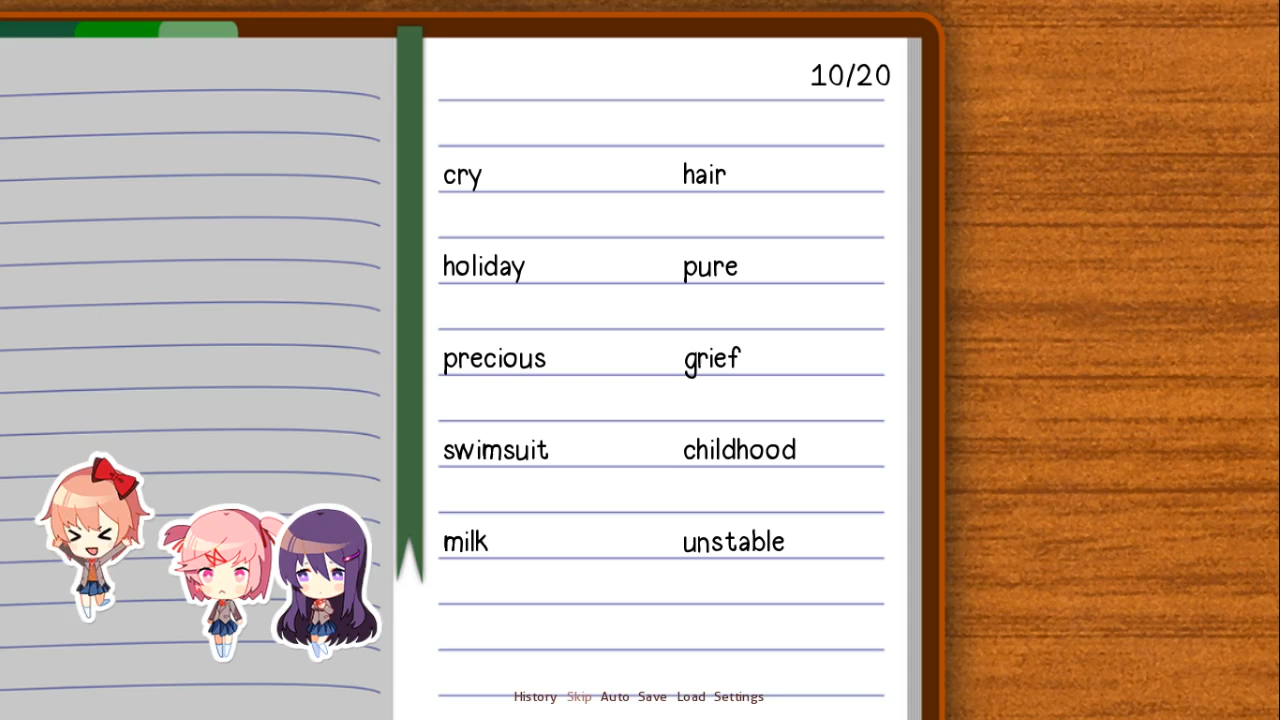 10/20
cry hair
holiday pure
precious grief
swimsuit childhood
milk unstable
History Skip Auto Save Load Settings